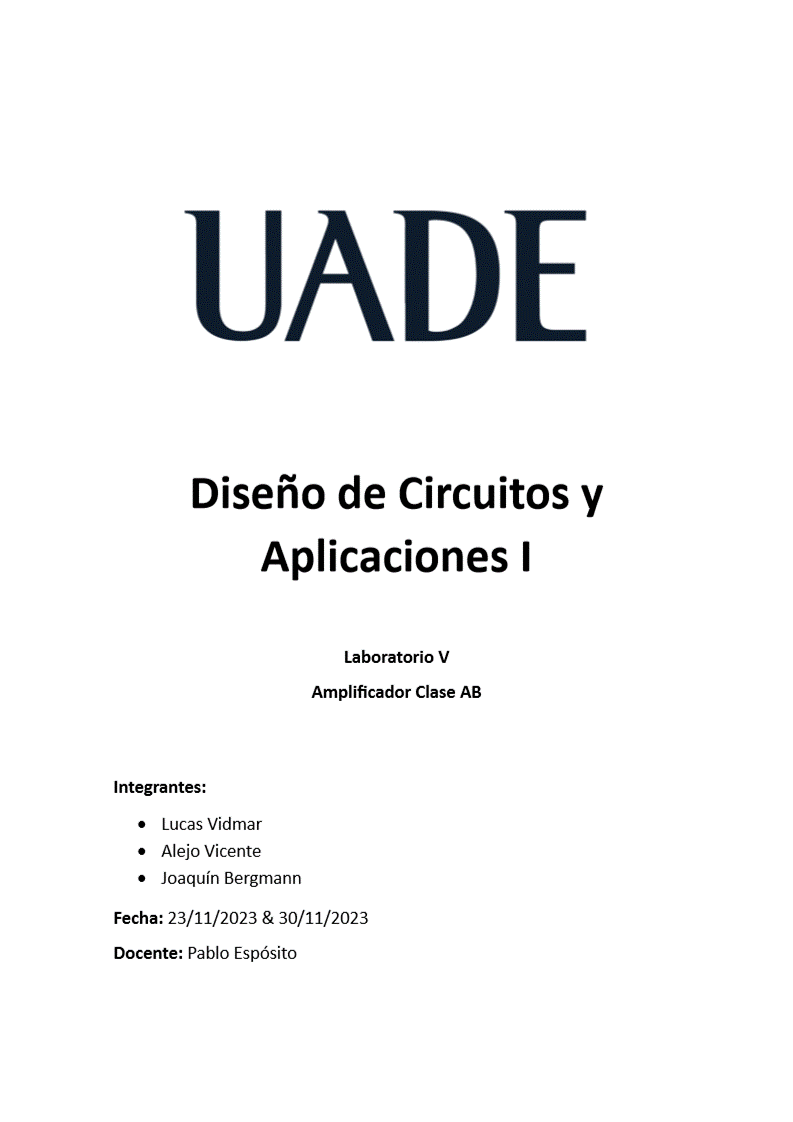 UADE
Diseño de Circuitos y
Aplicaciones I
Laboratorio V
Amplificador Clase AB
Integrantes:
• Lucas Vidmar
• Alejo Vicente
• Joaquín Bergmann
Fecha: 23/11/2023 & 30/11/2023
Docente: Pablo Espósito